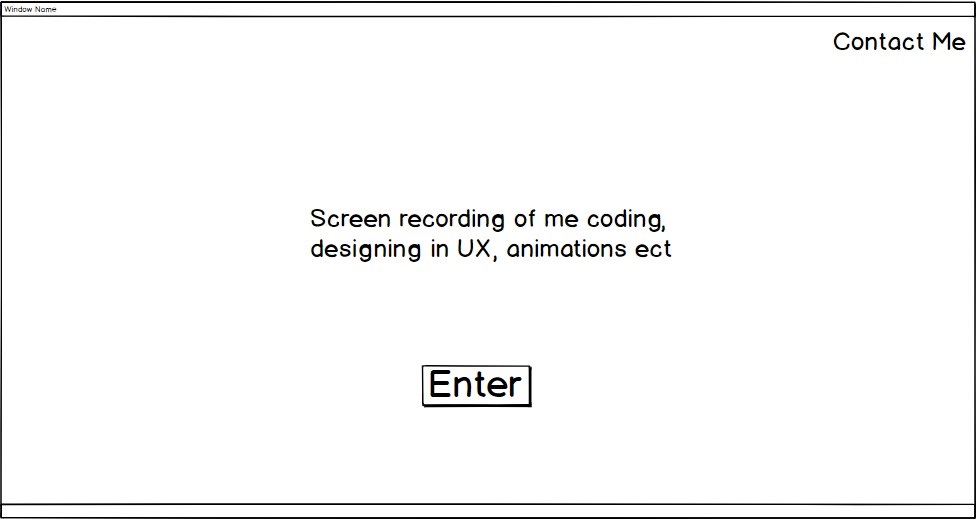 Window Name
Contact Me
Screen recording of me coding,
designing in UX, animations ect
Enter